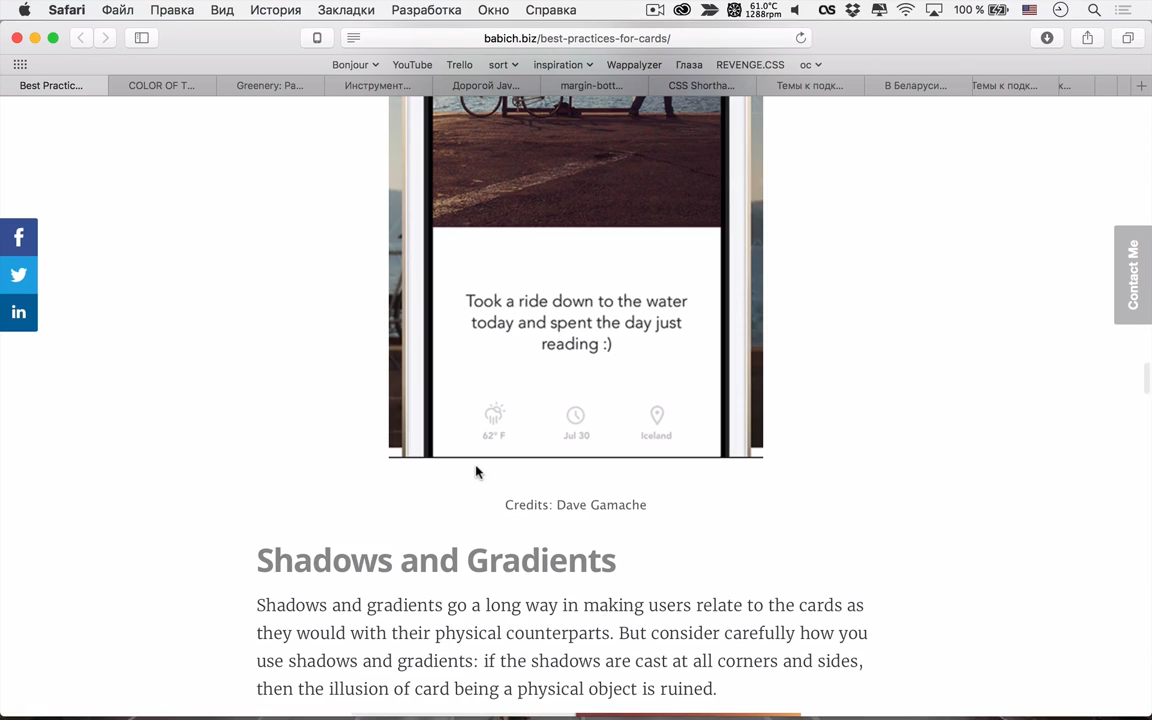 Safari Файл Правка Вид История Закладки Разработка Окно Справка 61.0°C 1288rpm 100 %
babich.biz/best-practices-for-cards/
Bonjour YouTube Trello sort inspiration Wappalyzer Глаза REVENGE.CSS ос
Best Practic... COLOR OF T... Greenery: Pa... Инструмент... Дорогой Jav... margin-bott... CSS Shortha... Темы к подк... В Беларуси... Темы к подк... к...
Took a ride down to the water
today and spent the day just
reading :)
62° F Jul 30 Iceland
Credits: Dave Gamache
Shadows and Gradients
Shadows and gradients go a long way in making users relate to the cards as
they would with their physical counterparts. But consider carefully how you
use shadows and gradients: if the shadows are cast at all corners and sides,
then the illusion of card being a physical object is ruined.
f
in
Contact Me